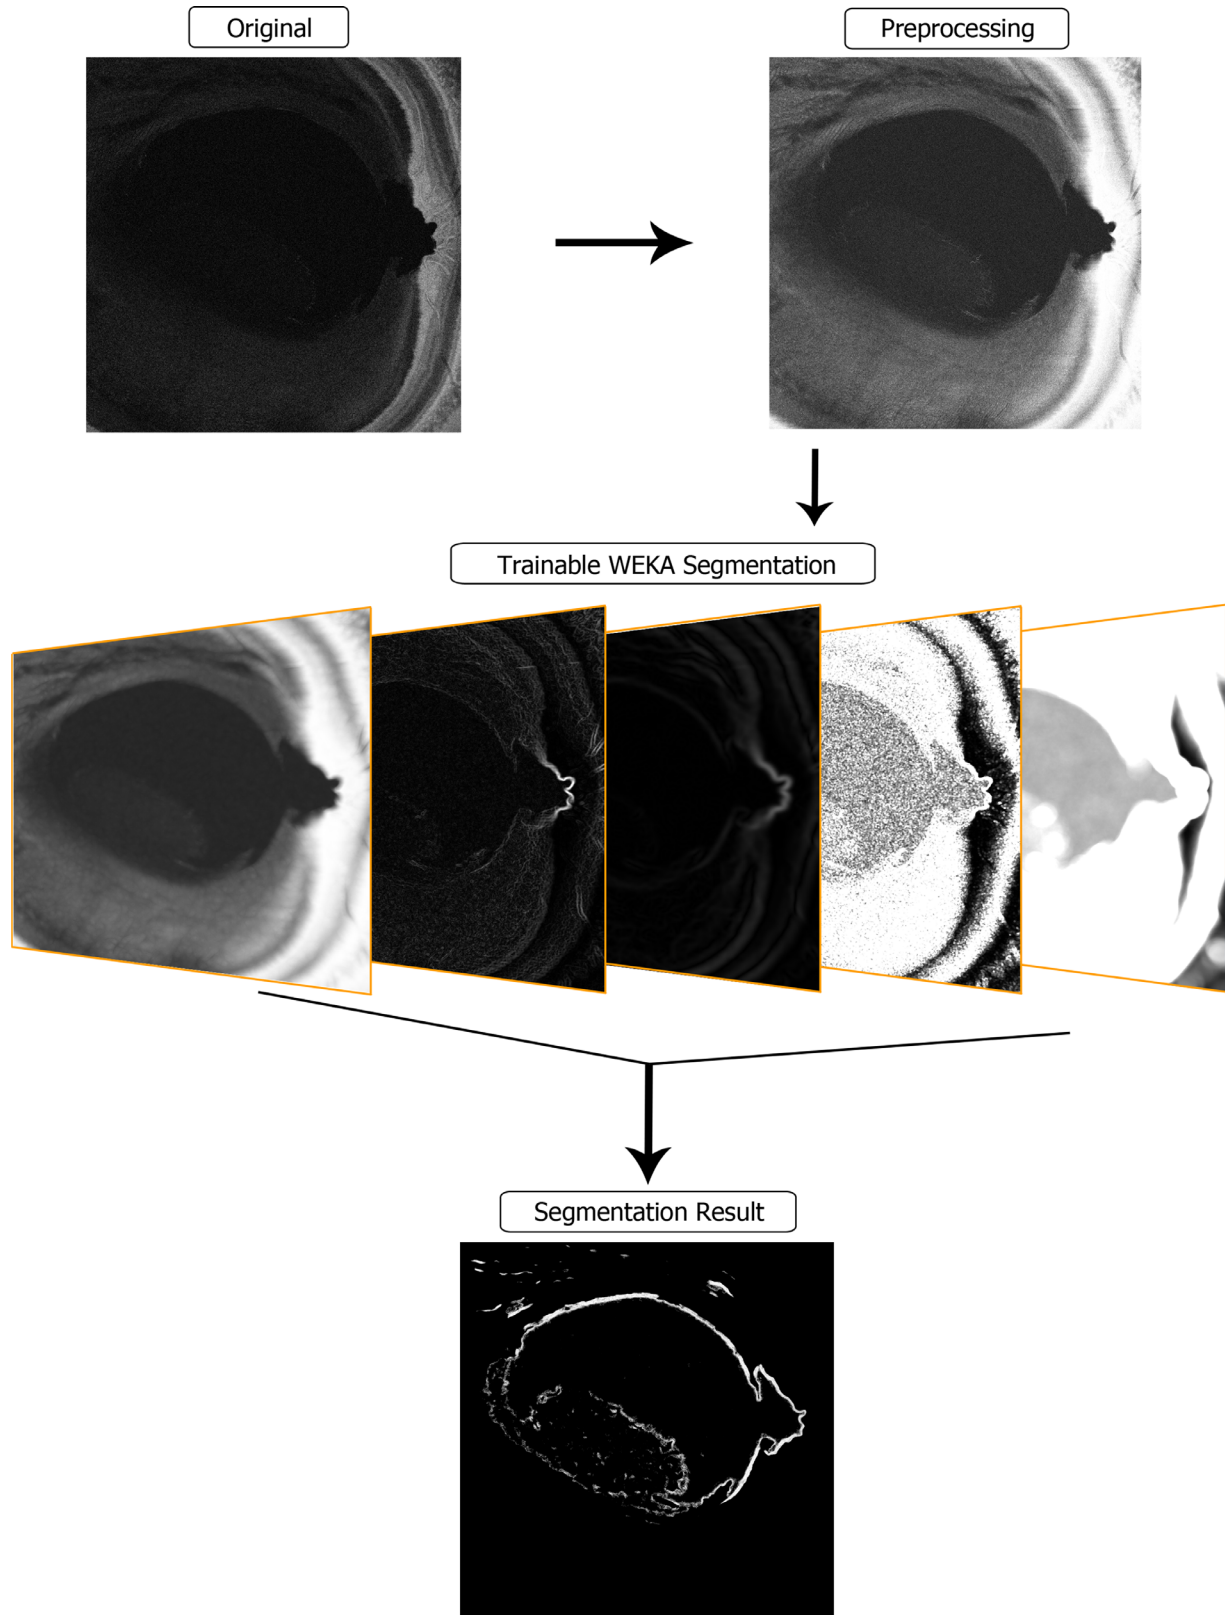 Original
Preprocessing
Trainable WEKA Segmentation
Segmentation Result